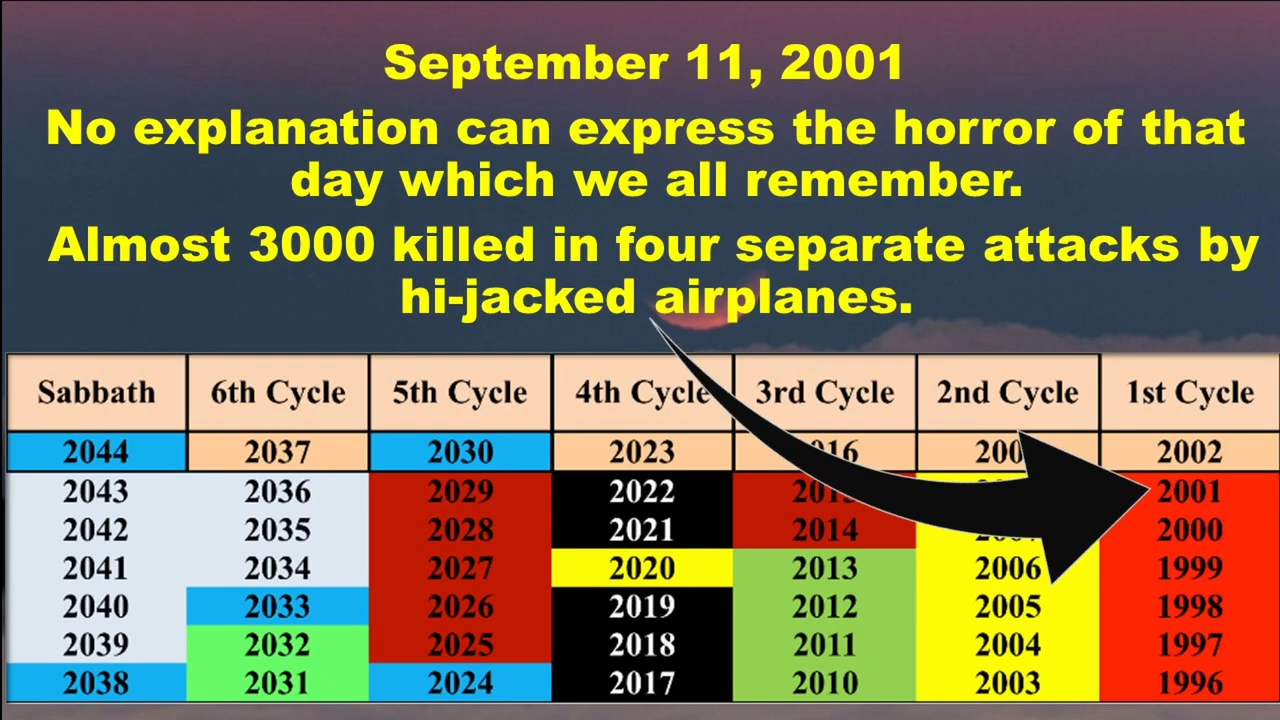 September 11, 2001
No explanation can express the horror of that
day which we all remember.
Almost 3000 killed in four separate attacks by
hi-jacked airplanes.
Sabbath 6th Cycle 5th Cycle 4th Cycle 3rd Cycle 2nd Cycle 1st Cycle
2044 2037 2030 2023 2002
2043 2036 2029 2022 2001
2042 2035 2028 2021 2014 2000
2041 2034 2027 2020 2013 2006 1999
2040 2033 2026 2019 2012 2005 1998
2039 2032 2025 2018 2011 2004 1997
2038 2031 2024 2017 2010 2003 1996